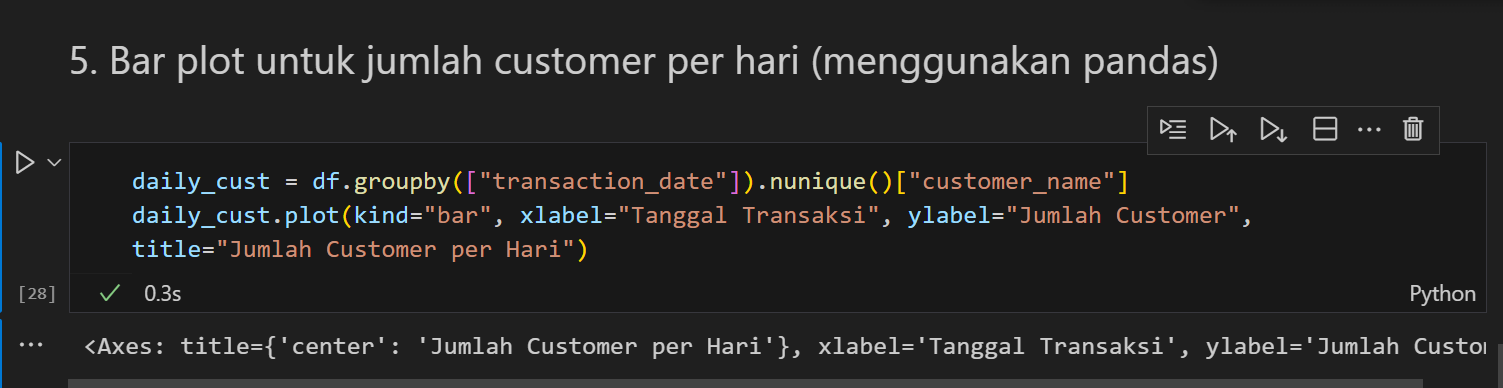 5. Bar plot untuk jumlah customer per hari (menggunakan pandas)
daily_cust = df.groupby(["transaction_date"]).nunique()["customer_name"]
daily_cust.plot(kind="bar", xlabel="Tanggal Transaksi", ylabel="Jumlah Customer",
title="Jumlah Customer per Hari")
[28]
0.3s
Python
<Axes: title={'center': 'Jumlah Customer per Hari'}, xlabel='Tanggal Transaksi', ylabel='Jumlah Custo